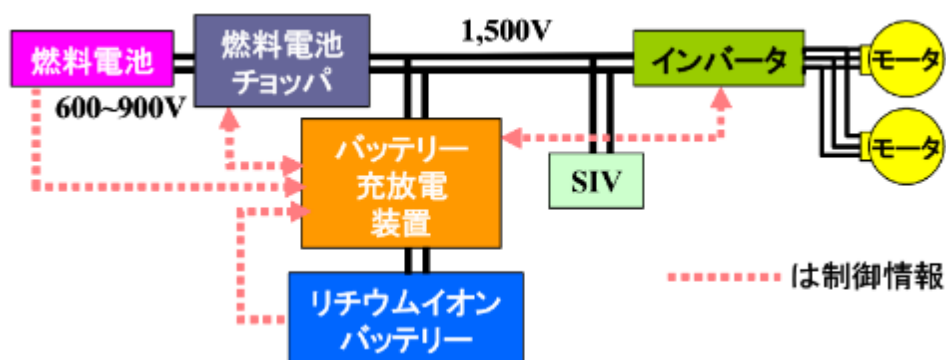 燃料電池
600~900V
燃料電池
チョッパ
1,500V
インバータ
モータ
モータ
バッテリー
充放電
装置
SIV
リチウムイオン
バッテリー
は制御情報